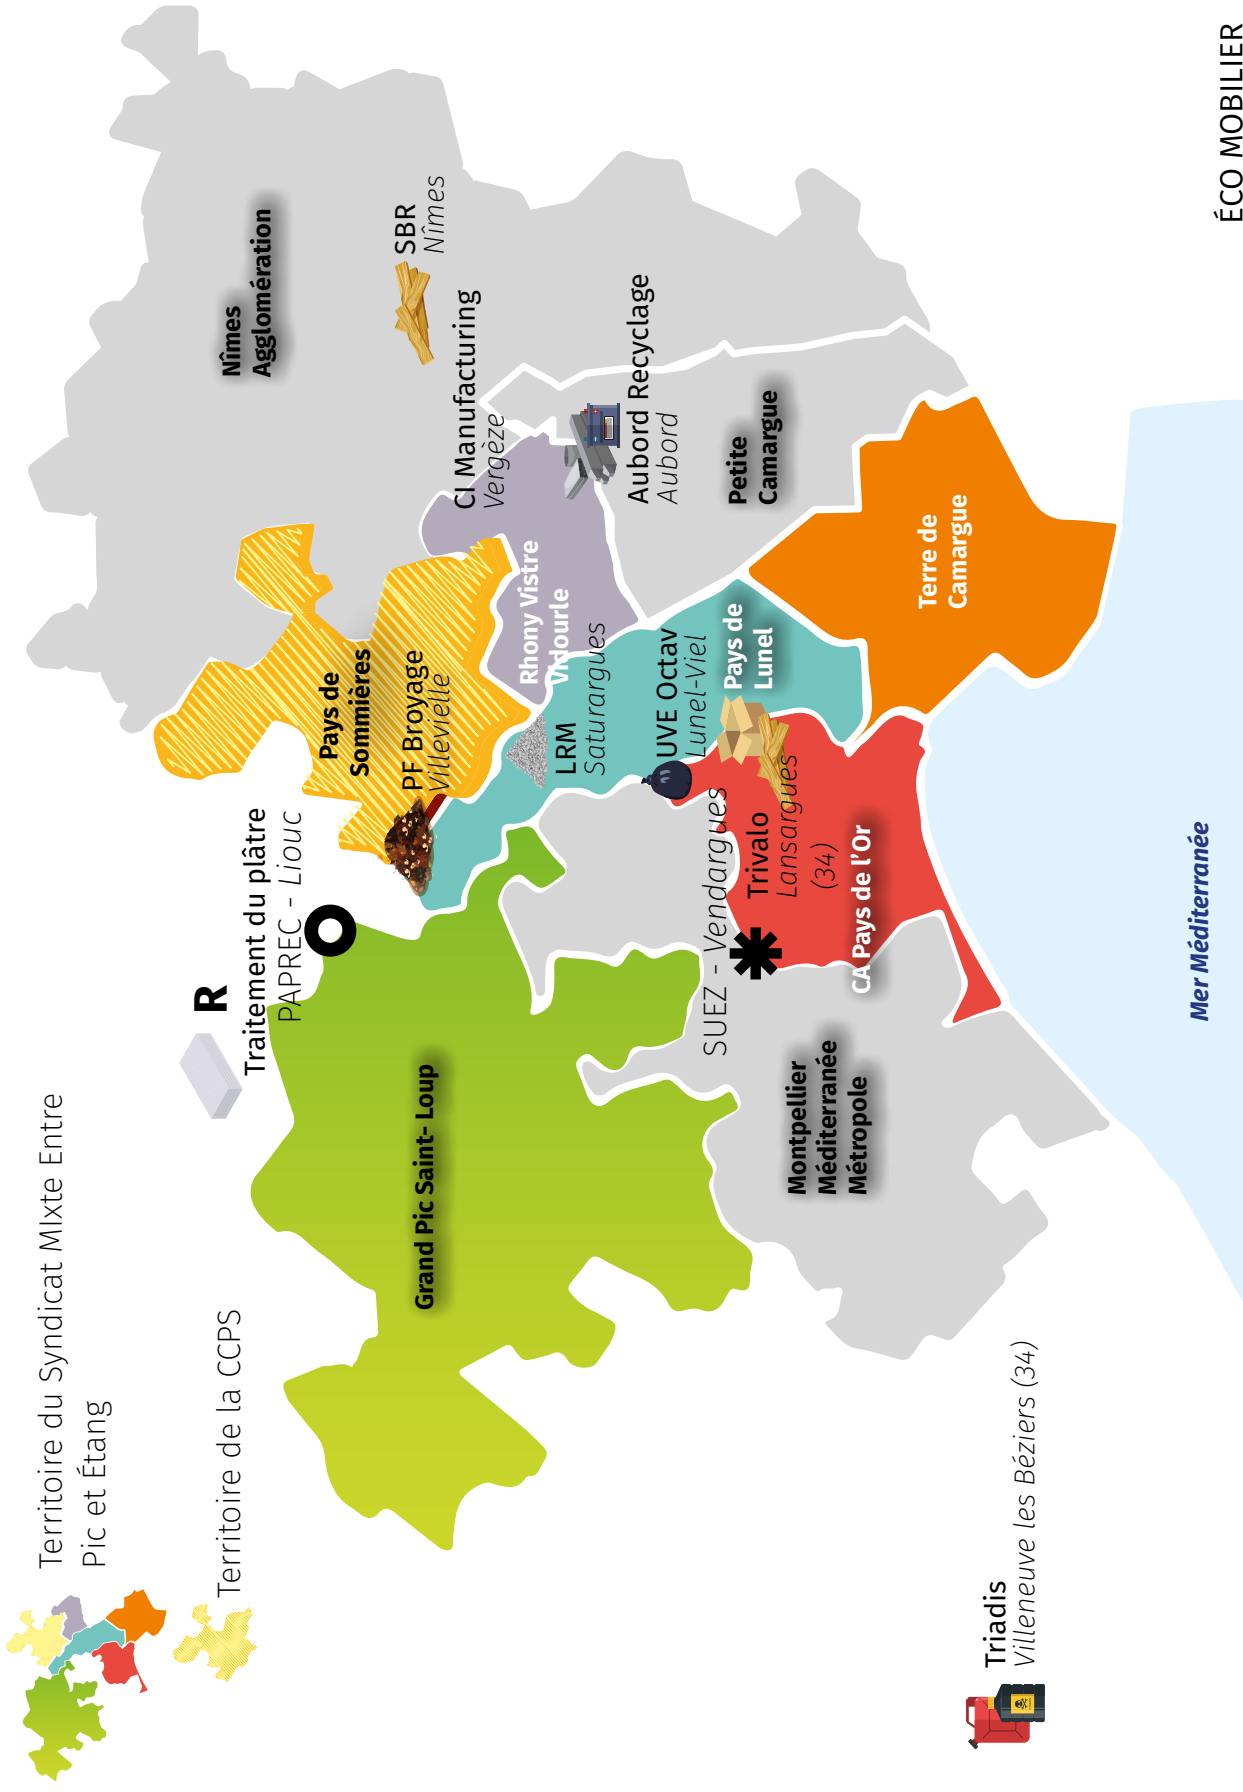 Territoire du Syndicat MIxte Entre
Pic et Étang
Territoire de la CCPS
R
Traitement du plâtre
PAPREC - Liouc
Nîmes
Agglomération
Pays de
Sommières
PF Broyage
Villevielle
SBR
Nîmes
CI Manufacturing
Vergèze
Grand Pic Saint- Loup
Rhony Vistre
Vidourle
LRM
Saturargues
Aubord Recyclage
Aubord
UVE Octav
Lunel-Viel
Pays de
Lunel
Petite
Camargue
SUEZ - Vendargues
Trivalo
Lansargues
(34)
CA Pays de l'Or
Terre de
Camargue
Montpellier
Méditerranée
Métropole
Triadis
Villeneuve les Béziers (34)
Mer Méditerranée
ÉCO MOBILIER